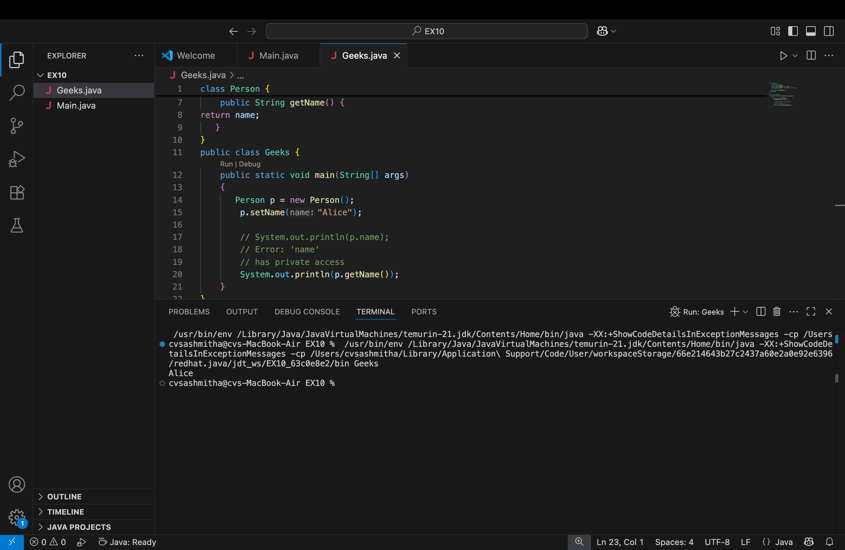 EX10
EXPLORER
Welcome
Main.java
Geeks.java
EX10
Geeks.java
Main.java
Geeks.java > ...
1 class Person {
7 public String getName() {
8 return name;
9 }
10 }
11 public class Geeks {
Run | Debug
12 public static void main(String[] args)
13 {
14 Person p = new Person();
15 p.setName(name: "Alice");
16
17 // System.out.println(p.name);
18 // Error: 'name'
19 // has private access
20 System.out.println(p.getName());
21 }
22 }
PROBLEMS OUTPUT DEBUG CONSOLE TERMINAL PORTS
Run: Geeks
/usr/bin/env /Library/Java/JavaVirtualMachines/temurin-21.jdk/Contents/Home/bin/java -XX:+ShowCodeDetailsInExceptionMessages -cp /Users
cvsashmitha@cvs-MacBook-Air EX10 % /usr/bin/env /Library/Java/JavaVirtualMachines/temurin-21.jdk/Contents/Home/bin/java -XX:+ShowCodeDe
tailsInExceptionMessages -cp /Users/cvsashmitha/Library/Application\ Support/Code/User/workspaceStorage/66e214643b27c2437a60e2a0e92e6396
/redhat.java/jdt_ws/EX10_63c0e8e2/bin Geeks
Alice
cvsashmitha@cvs-MacBook-Air EX10 %
OUTLINE
TIMELINE
JAVA PROJECTS
1
0 0 Java: Ready
Ln 23, Col 1 Spaces: 4 UTF-8 LF {} Java